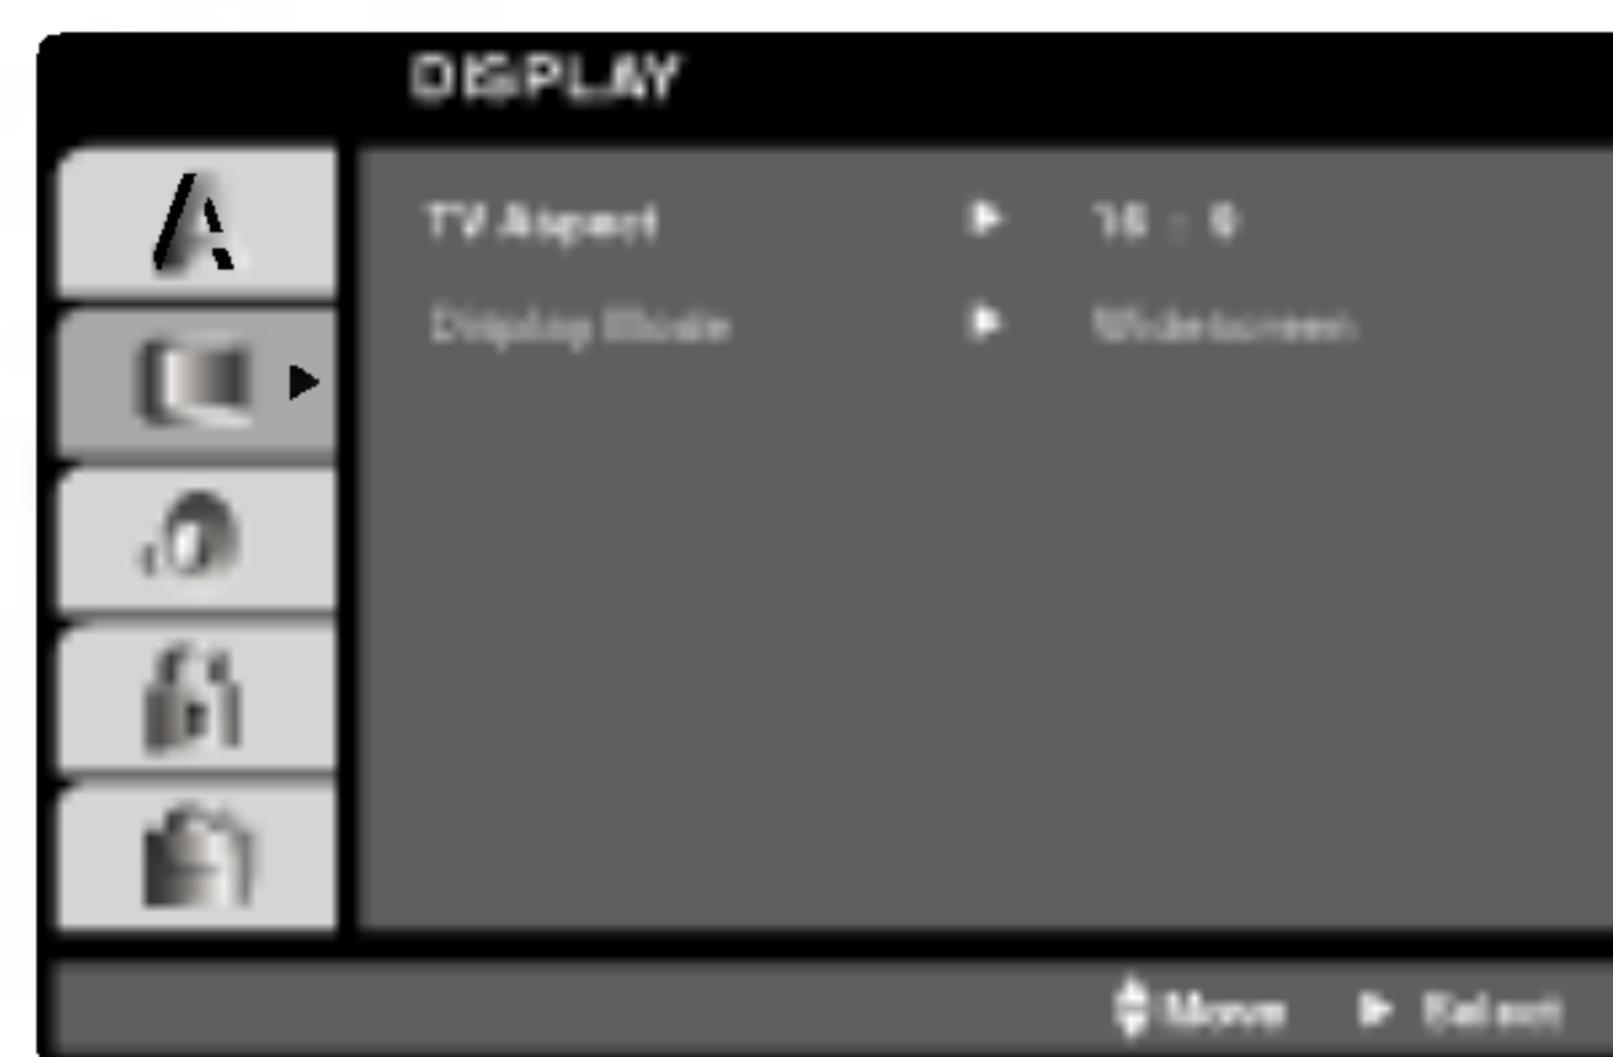 DISPLAY
TV Aspect ► 16 : 9
Display Mode ► Widescreen
Move ► Select